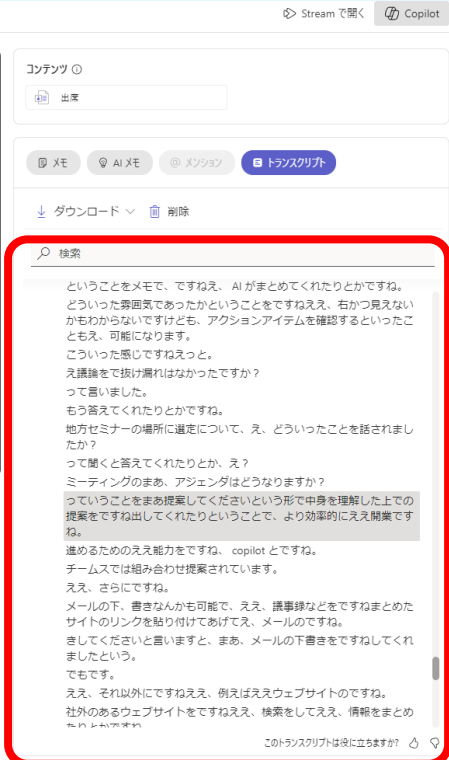 Stream で開く
Copilot
コンテンツ
出席
メモ
AI メモ
@ メンション
トランスクリプト
ダウンロード
削除
検索
ということをメモで、ですねえ、 AI がまとめてくれたりとかですね。
どういった雰囲気であったかということをですねええ、右かつ見えない
かもわからないですけども、アクションアイテムを確認するといったこ
ともえ、可能になります。
こういった感じですねえっと。
え議論をで抜け漏れはなかったですか？
って言いました。
もう答えてくれたりとかですね。
地方セミナーの場所に選定について、え、どういったことを話されまし
たか？
って聞くと答えてくれたりとか、え？
ミーティングのまあ、アジェンダはどうなりますか？
っていうことをまあ提案してくださいという形で中身を理解した上での
提案をですね出してくれたりということで、より効率的にええ開業です
ね。
進めるためのええ能力をですね、 copilot とですね。
チームスでは組み合わせ提案されています。
ええ、さらにですね。
メールの下、書きなんかも可能で、ええ、議事録などをですねまとめた
サイトのリンクを貼り付けてあげてえ、メールのですね。
きしてくださいと言いますと、まあ、メールの下書きをですねしてくれ
ましたという。
でもです。
ええ、それ以外にですねええ、例えばええウェブサイトのですね。
社外のあるウェブサイトをですねええ、検索をしてええ、情報をまとめ
たりとかですね
このトランスクリプトは役に立ちますか?